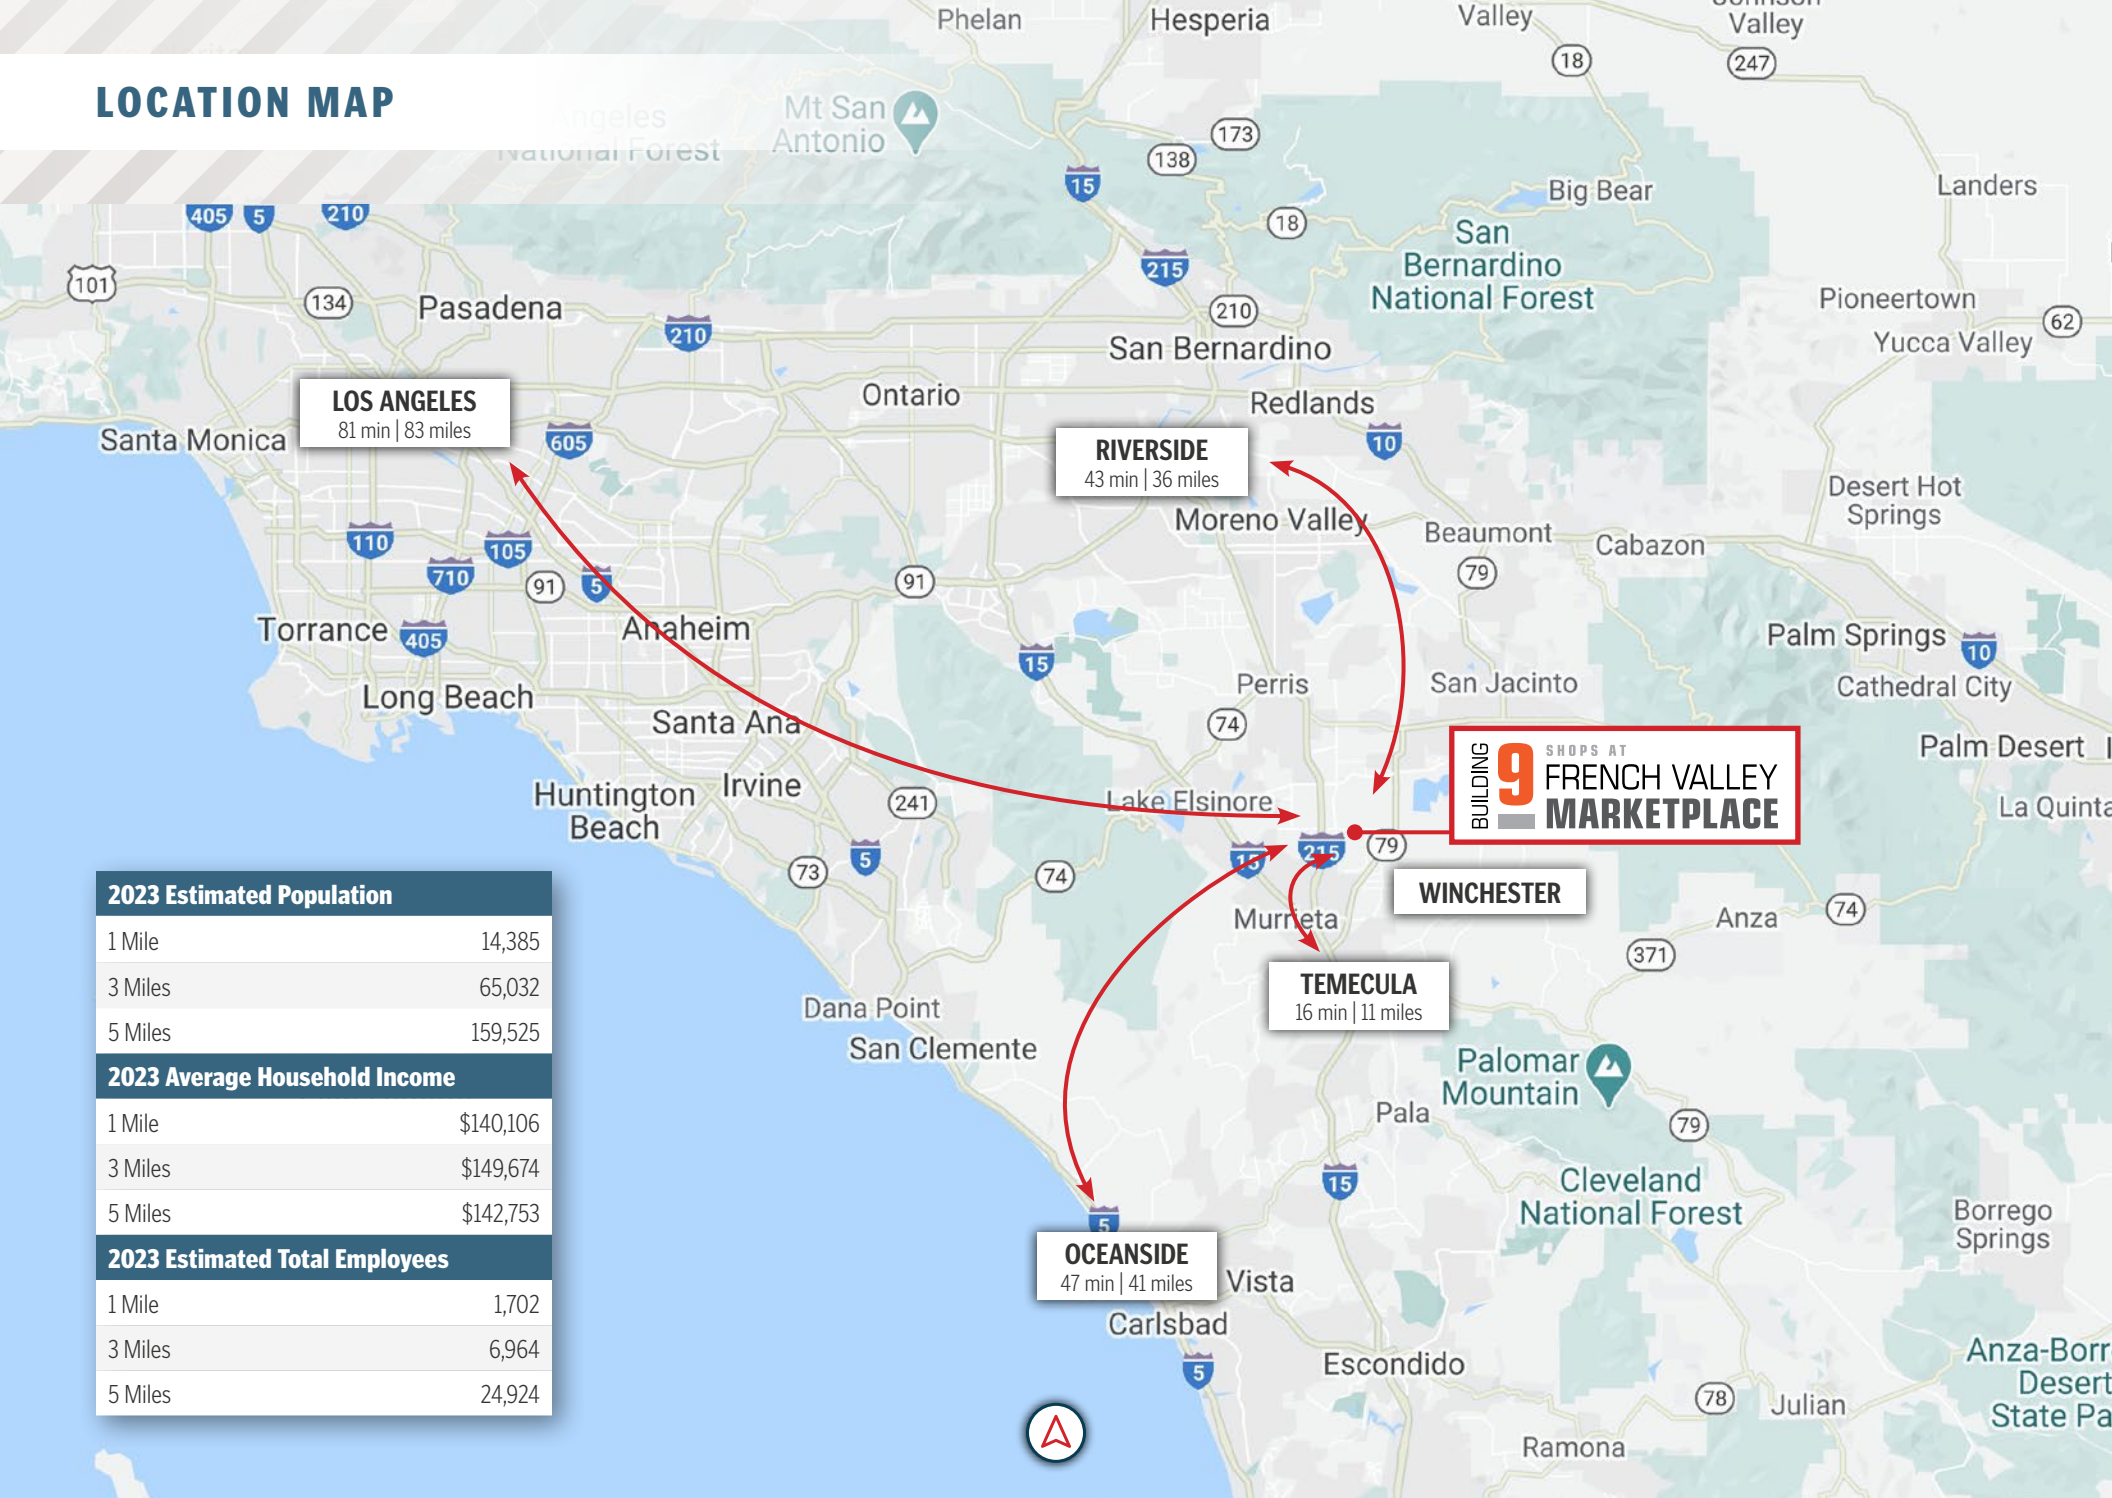 LOCATION MAP
Phelan
Hesperia
Valley
Valley
18
247
Angeles
National Forest
Mt San
Antonio
173
138
15
405
5
210
18
Big Bear
Landers
San
Bernardino
National Forest
215
101
134
Pasadena
210
210
Pioneertown
62
Yucca Valley
San Bernardino
LOS ANGELES
81 min | 83 miles
Ontario
Redlands
Santa Monica
605
RIVERSIDE
43 min | 36 miles
10
Desert Hot
Springs
Moreno Valley
Beaumont
Cabazon
110
105
710
91
5
91
79
Torrance
405
Anaheim
Palm Springs
10
15
Perris
San Jacinto
Cathedral City
Long Beach
Santa Ana
74
Palm Desert
BUILDING
9
SHOPS AT
FRENCH VALLEY
MARKETPLACE
Huntington
Beach
Irvine
241
Lake Elsinore
La Quinta
73
5
74
15
215
79
WINCHESTER
Murrieta
Anza
74
371
2023 Estimated Population
1 Mile 14,385
3 Miles 65,032
5 Miles 159,525
2023 Average Household Income
1 Mile $140,106
3 Miles $149,674
5 Miles $142,753
2023 Estimated Total Employees
1 Mile 1,702
3 Miles 6,964
5 Miles 24,924
TEMECULA
16 min | 11 miles
Dana Point
San Clemente
Palomar
Mountain
Pala
79
15
Cleveland
National Forest
Borrego
Springs
5
OCEANSIDE
47 min | 41 miles
Vista
Carlsbad
5
Escondido
78
Julian
Anza-Borr
Desert
State Pa
Ramona